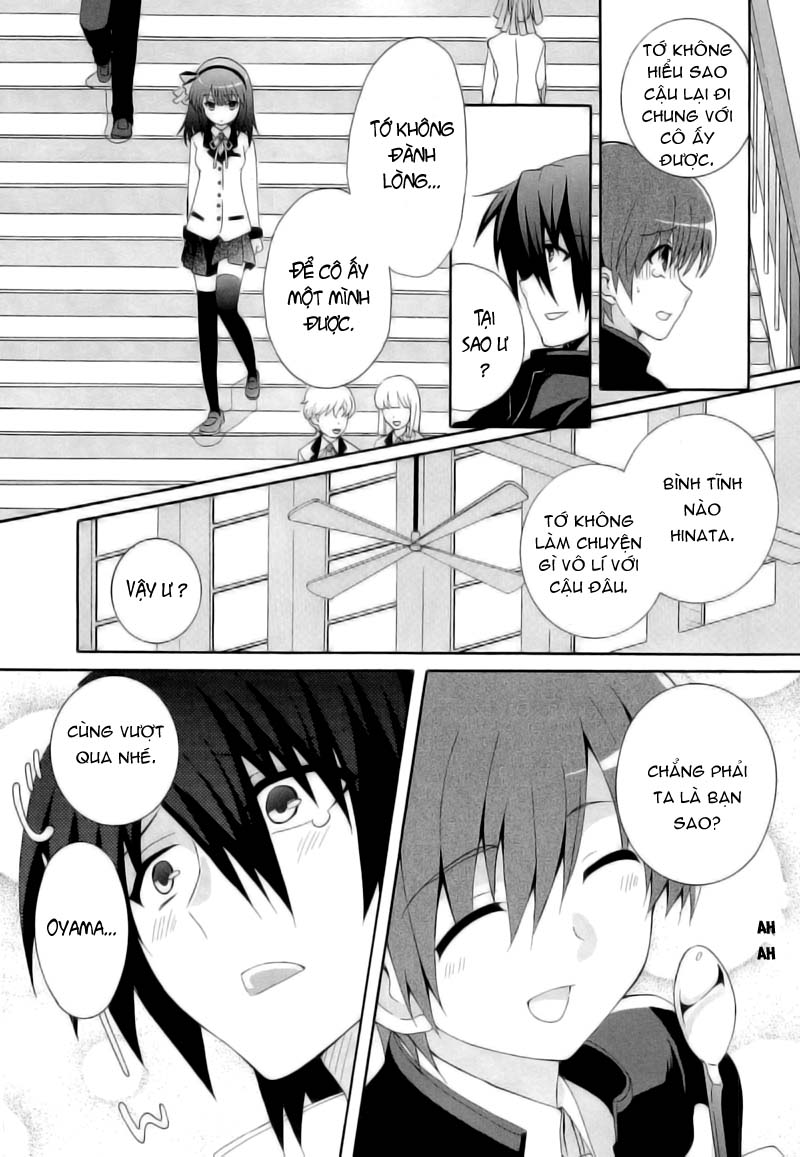 TỚ KHÔNG
HIỂU SAO
CẬU LẠI ĐI
CHUNG VỚI
CÔ ẤY
ĐƯỢC.
TẠI
SAO Ư
?
TỚ KHÔNG
ĐÀNH
LÒNG...
ĐỂ CÔ ẤY
MỘT MÌNH
ĐƯỢC.
BÌNH TĨNH
NÀO
HINATA.
TỚ KHÔNG
LÀM CHUYỆN
GÌ VÔ LÍ VỚI
CẬU ĐÂU.
VẬY Ư ?
CHẲNG PHẢI
TA LÀ BẠN
SAO?
AH
AH
CÙNG VƯỢT
QUA NHÉ.
OYAMA...